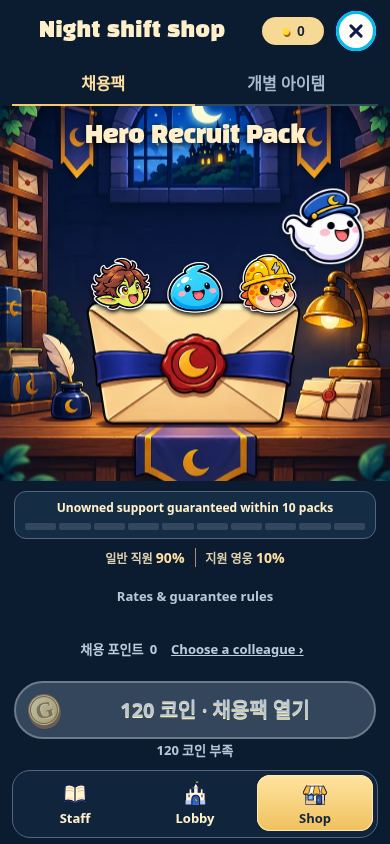 Night shift shop
0
채용팩
개별 아이템
Hero Recruit Pack
Unowned support guaranteed within 10 packs
일반 직원 90% 지원 영웅 10%
Rates & guarantee rules
채용 포인트 0 Choose a colleague ›
G 120 코인 · 채용팩 열기
120 코인 부족
Staff Lobby Shop